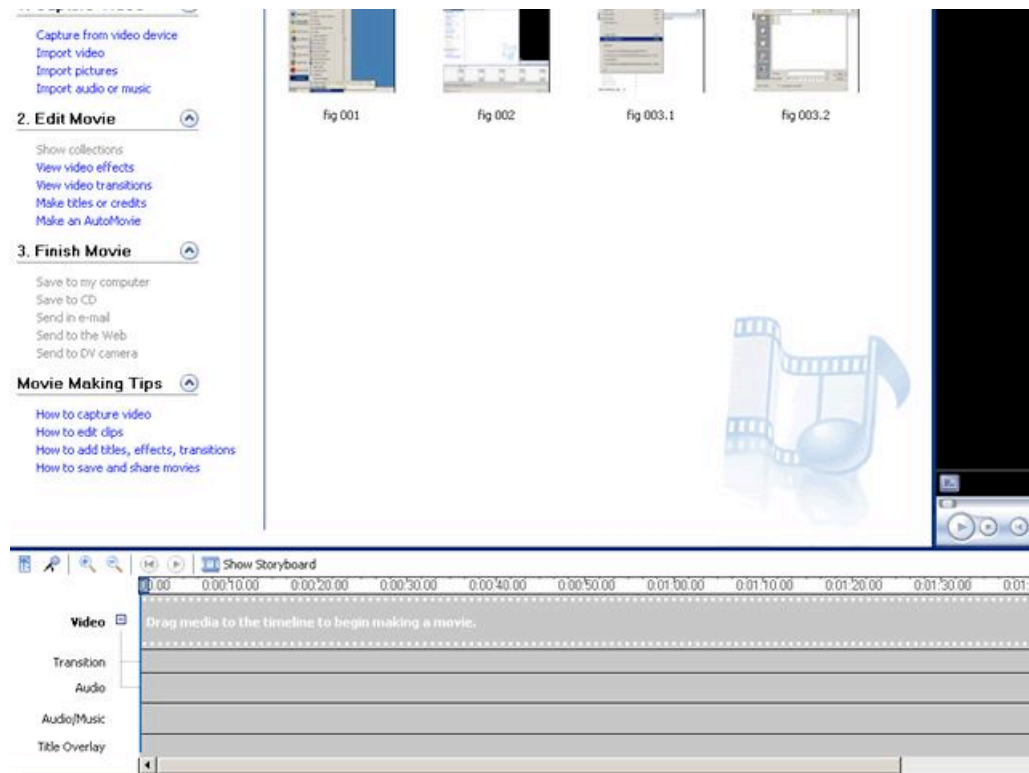 Capture from video device
Import video
Import pictures
Import audio or music
2. Edit Movie
Show collections
View video effects
View video transitions
Make titles or credits
Make an AutoMovie
3. Finish Movie
Save to my computer
Save to CD
Send in e-mail
Send to the Web
Send to DV camera
Movie Making Tips
How to capture video
How to edit clips
How to add titles, effects, transitions
How to save and share movies
fig 001
fig 002
fig 003.1
fig 003.2
Show Storyboard
0:00:10.00 0:00:20.00 0:00:30.00 0:00:40.00 0:00:50.00 0:01:00.00 0:01:10.00 0:01:20.00 0:01:30.00
Video
Drag media to the timeline to begin making a movie.
Transition
Audio
Audio/Music
Title Overlay